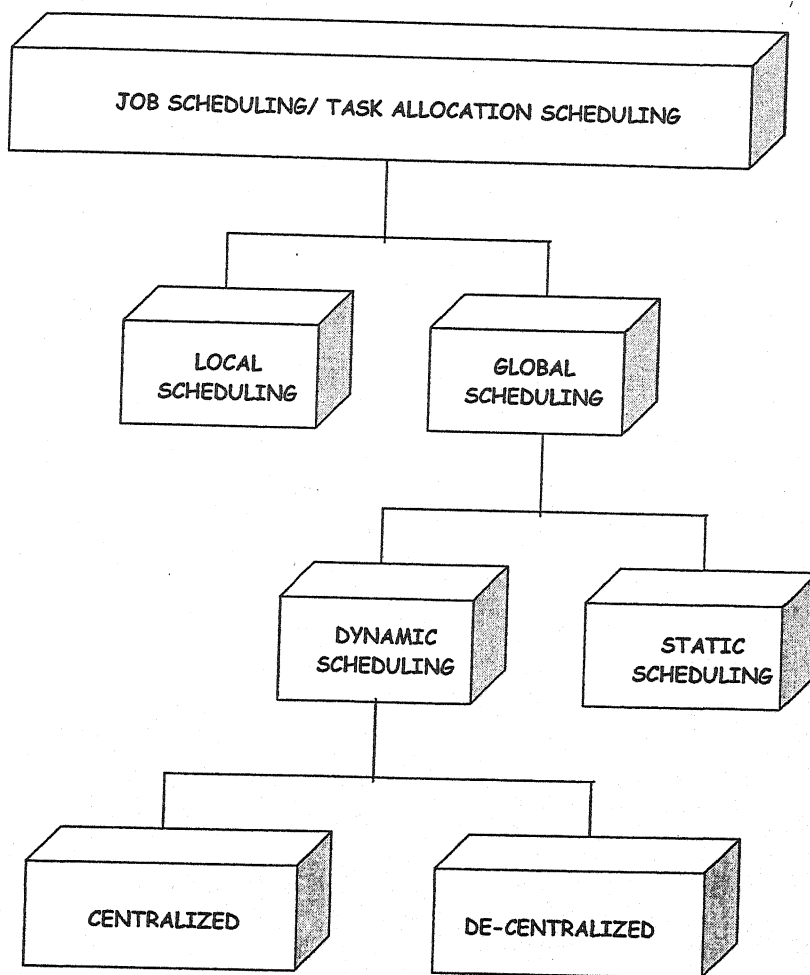 JOB SCHEDULING/ TASK ALLOCATION SCHEDULING
LOCAL
SCHEDULING
GLOBAL
SCHEDULING
DYNAMIC
SCHEDULING
STATIC
SCHEDULING
CENTRALIZED
DE-CENTRALIZED